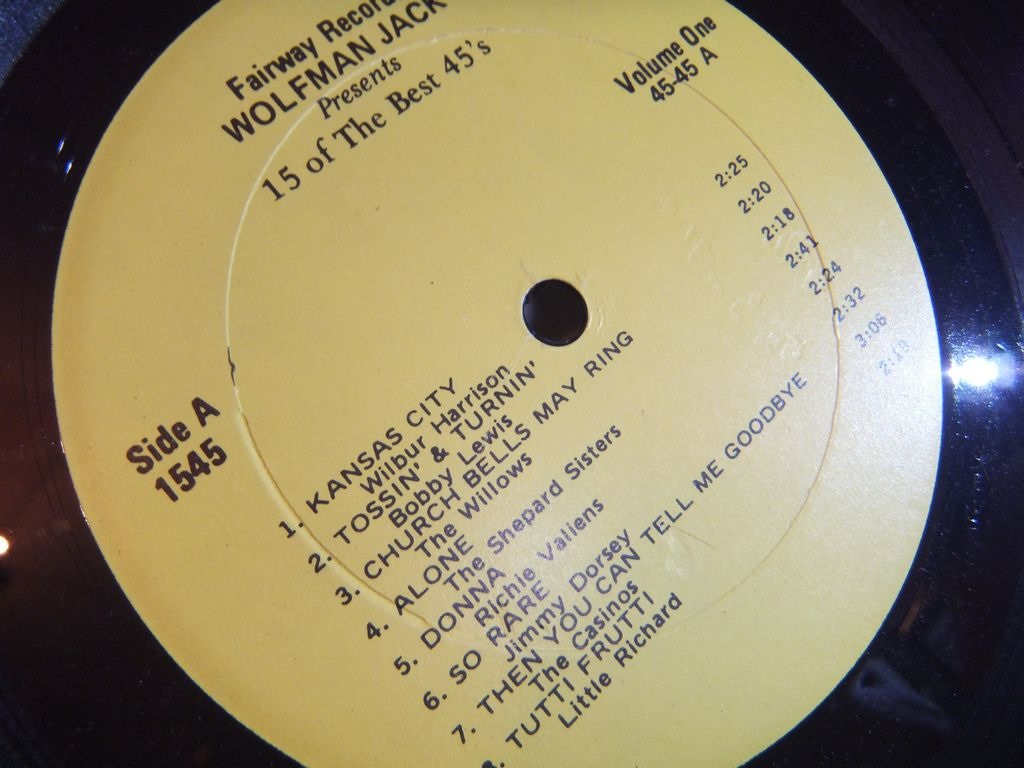 Fairway Record
WOLFMAN JACK
Presents
15 of The Best 45's
Volume One
45-45 A
Side A
1545
1. KANSAS CITY 2:25
Wilbur Harrison
2. TOSSIN' & TURNIN' 2:20
Bobby Lewis
3. CHURCH BELLS MAY RING 2:18
The Willows
4. ALONE 2:41
The Shepard Sisters
5. DONNA 2:24
Richie Valiens
6. SO RARE 2:32
Jimmy Dorsey
7. THEN YOU CAN TELL ME GOODBYE 3:06
The Casinos
8. TUTTI FRUTTI
Little Richard